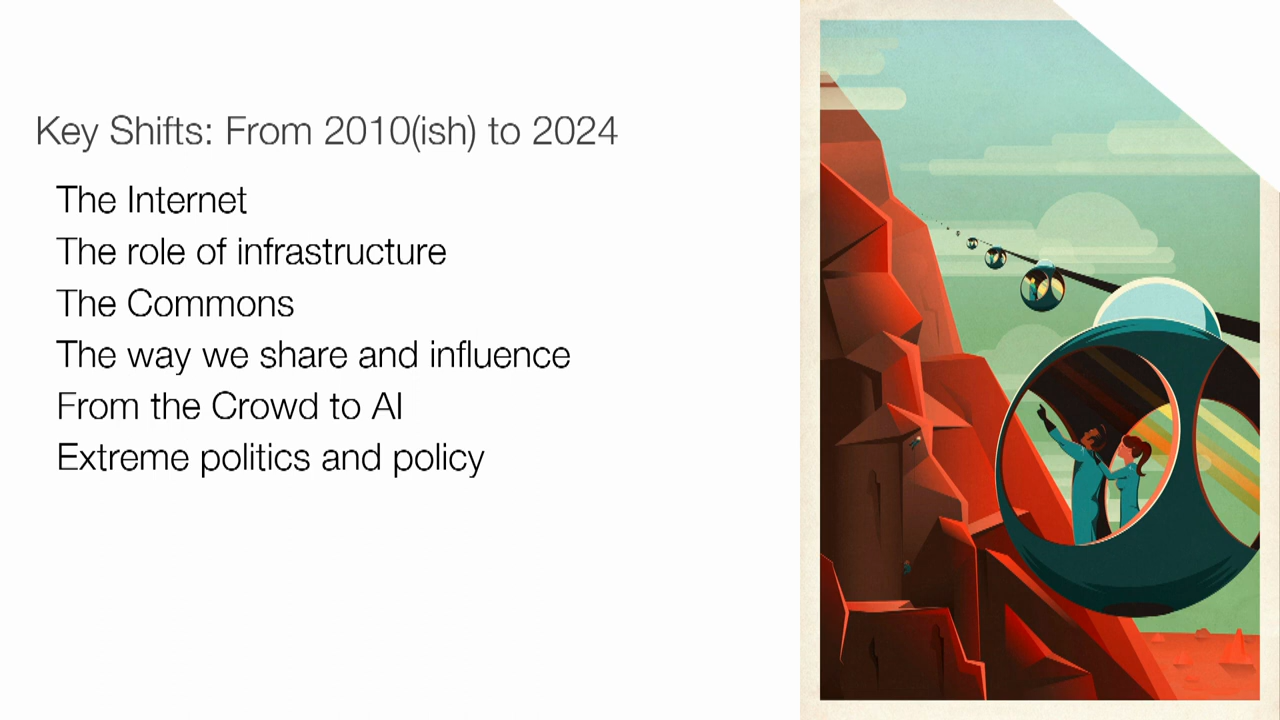 Key Shifts: From 2010(ish) to 2024
The Internet
The role of infrastructure
The Commons
The way we share and influence
From the Crowd to AI
Extreme politics and policy